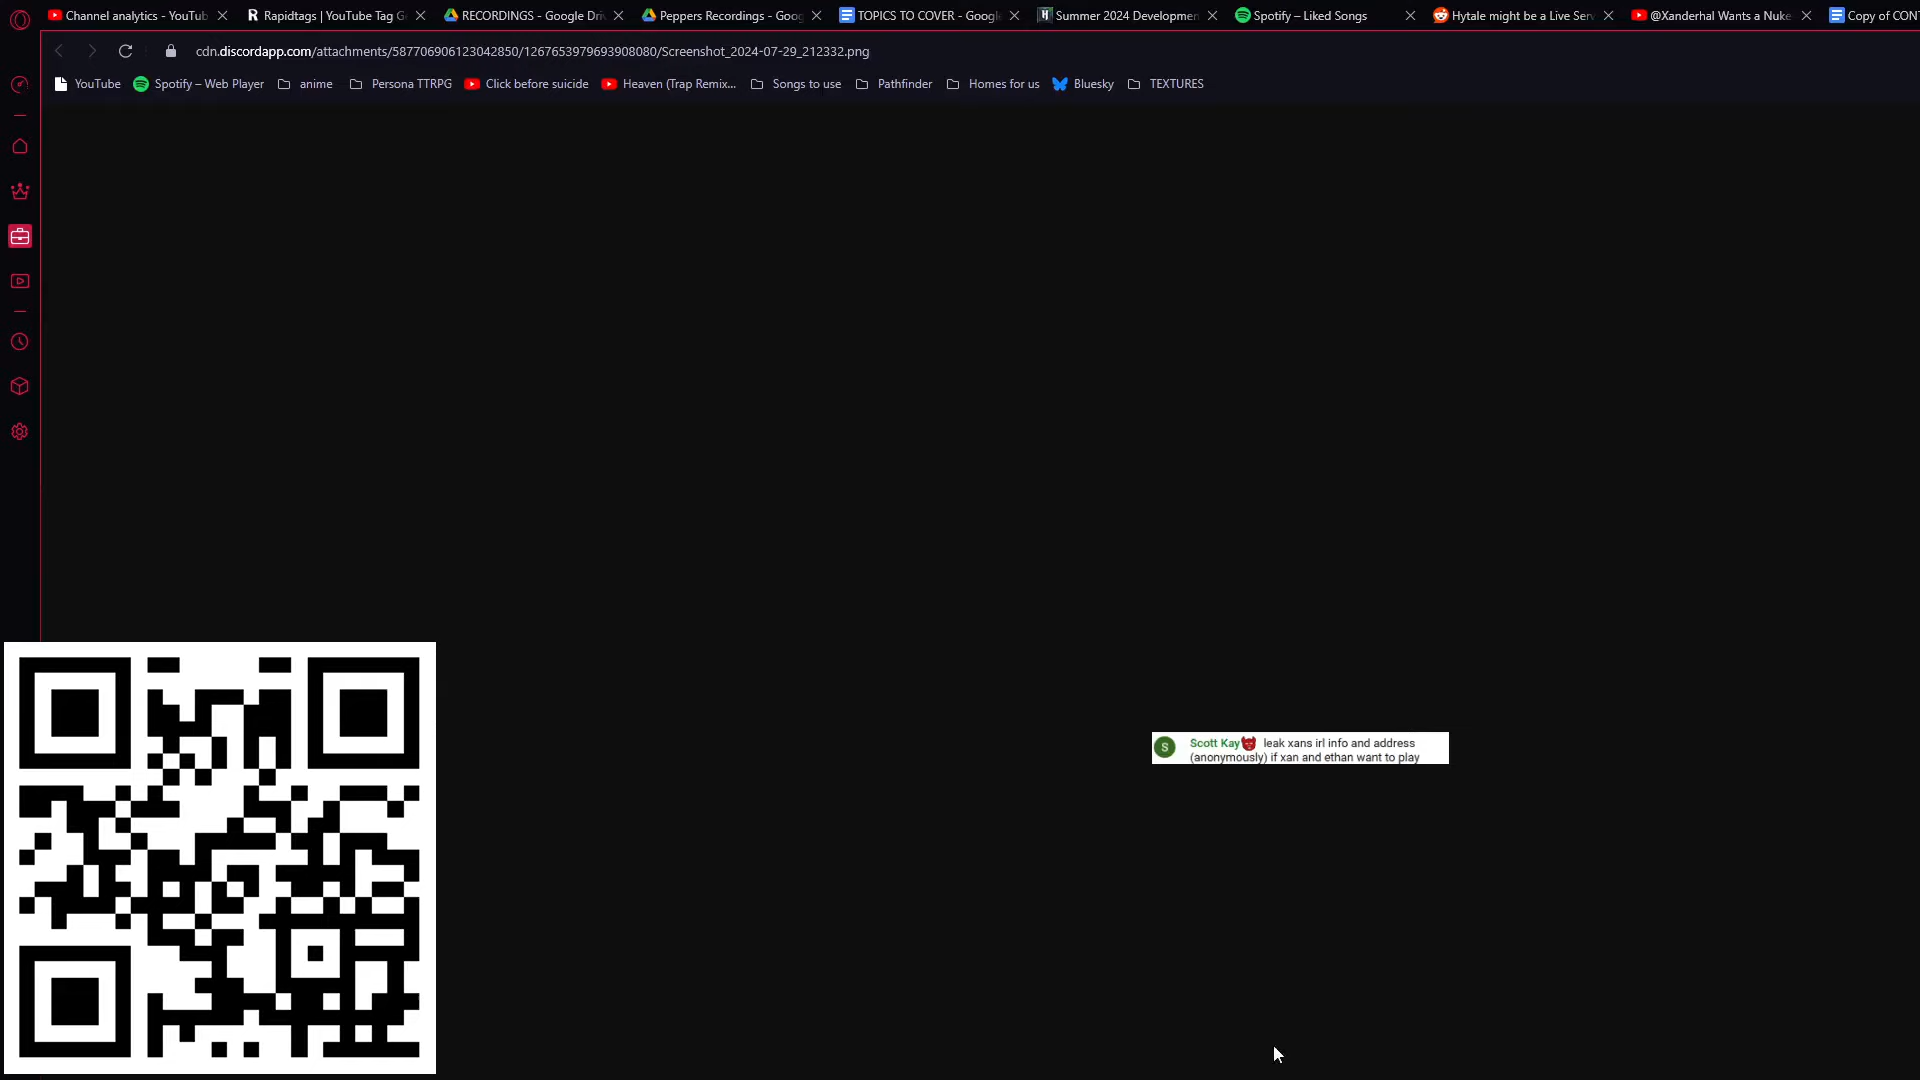 Channel analytics - YouTub
Rapidtags | YouTube Tag G
RECORDINGS - Google Dri
Peppers Recordings - Goog
TOPICS TO COVER - Google
Summer 2024 Developmen
Spotify – Liked Songs
Hytale might be a Live Serv
@Xanderhal Wants a Nuke
Copy of CONT
cdn.discordapp.com/attachments/587706906123042850/1267653979693908080/Screenshot_2024-07-29_212332.png
YouTube
Spotify – Web Player
anime
Persona TTRPG
Click before suicide
Heaven (Trap Remix...
Songs to use
Pathfinder
Homes for us
Bluesky
TEXTURES
S
Scott Kay leak xans irl info and address
(anonymously) if xan and ethan want to play